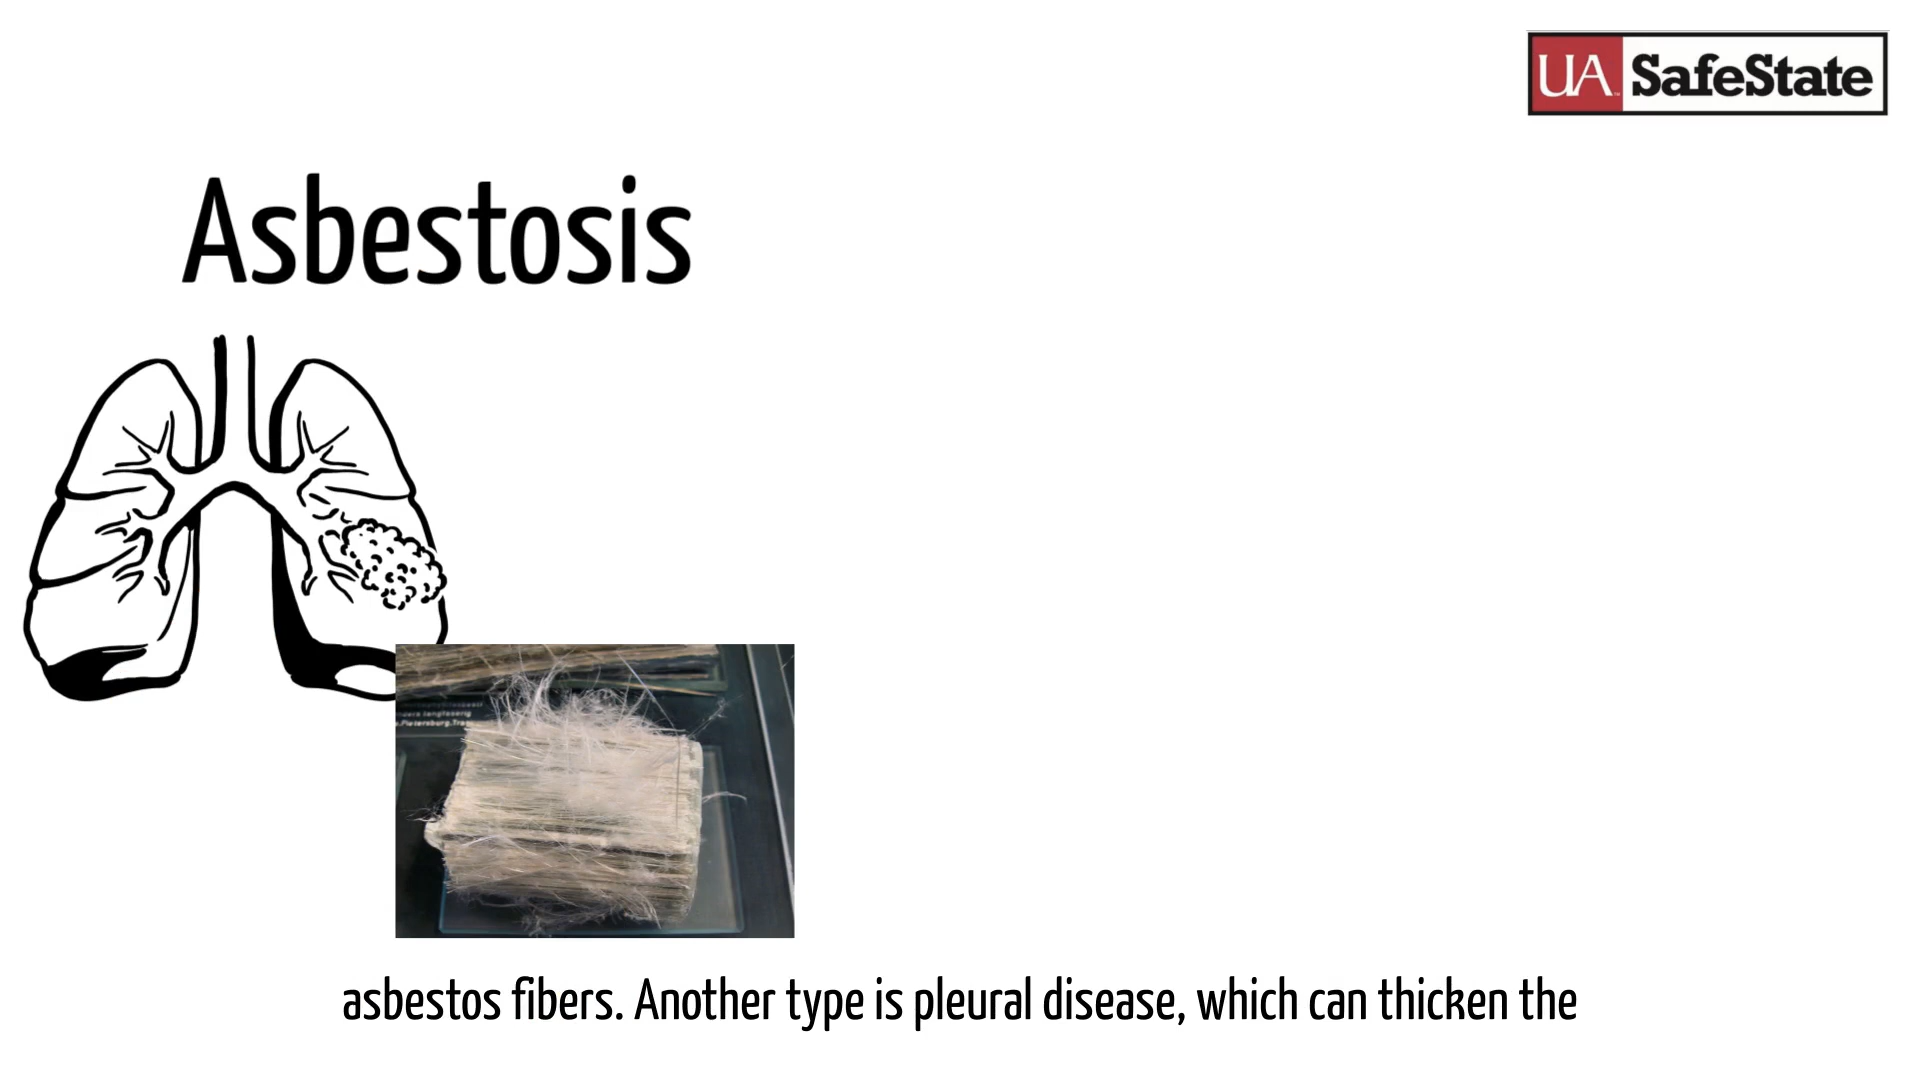 UA SafeState
Asbestosis
asbestos fibers. Another type is pleural disease, which can thicken the